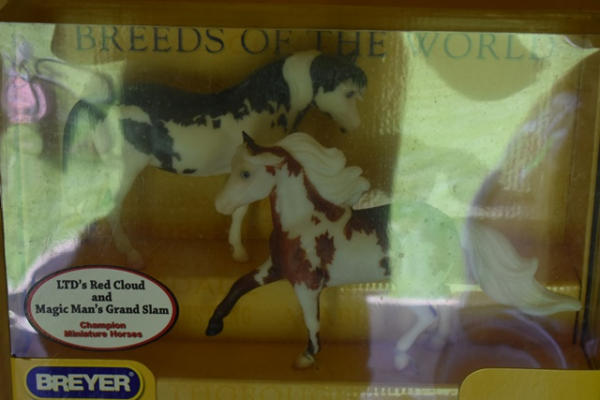 BREEDS OF THE WORLD
LTD's Red Cloud
and
Magic Man's Grand Slam
Champion
Miniature Horses
BREYER